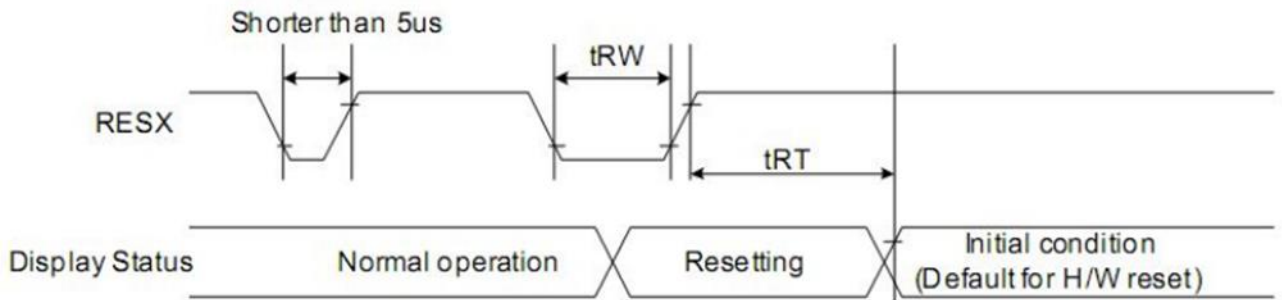 Shorter than 5us
tRW
RESX
tRT
Display Status
Normal operation
Resetting
Initial condition
(Default for H/W reset)